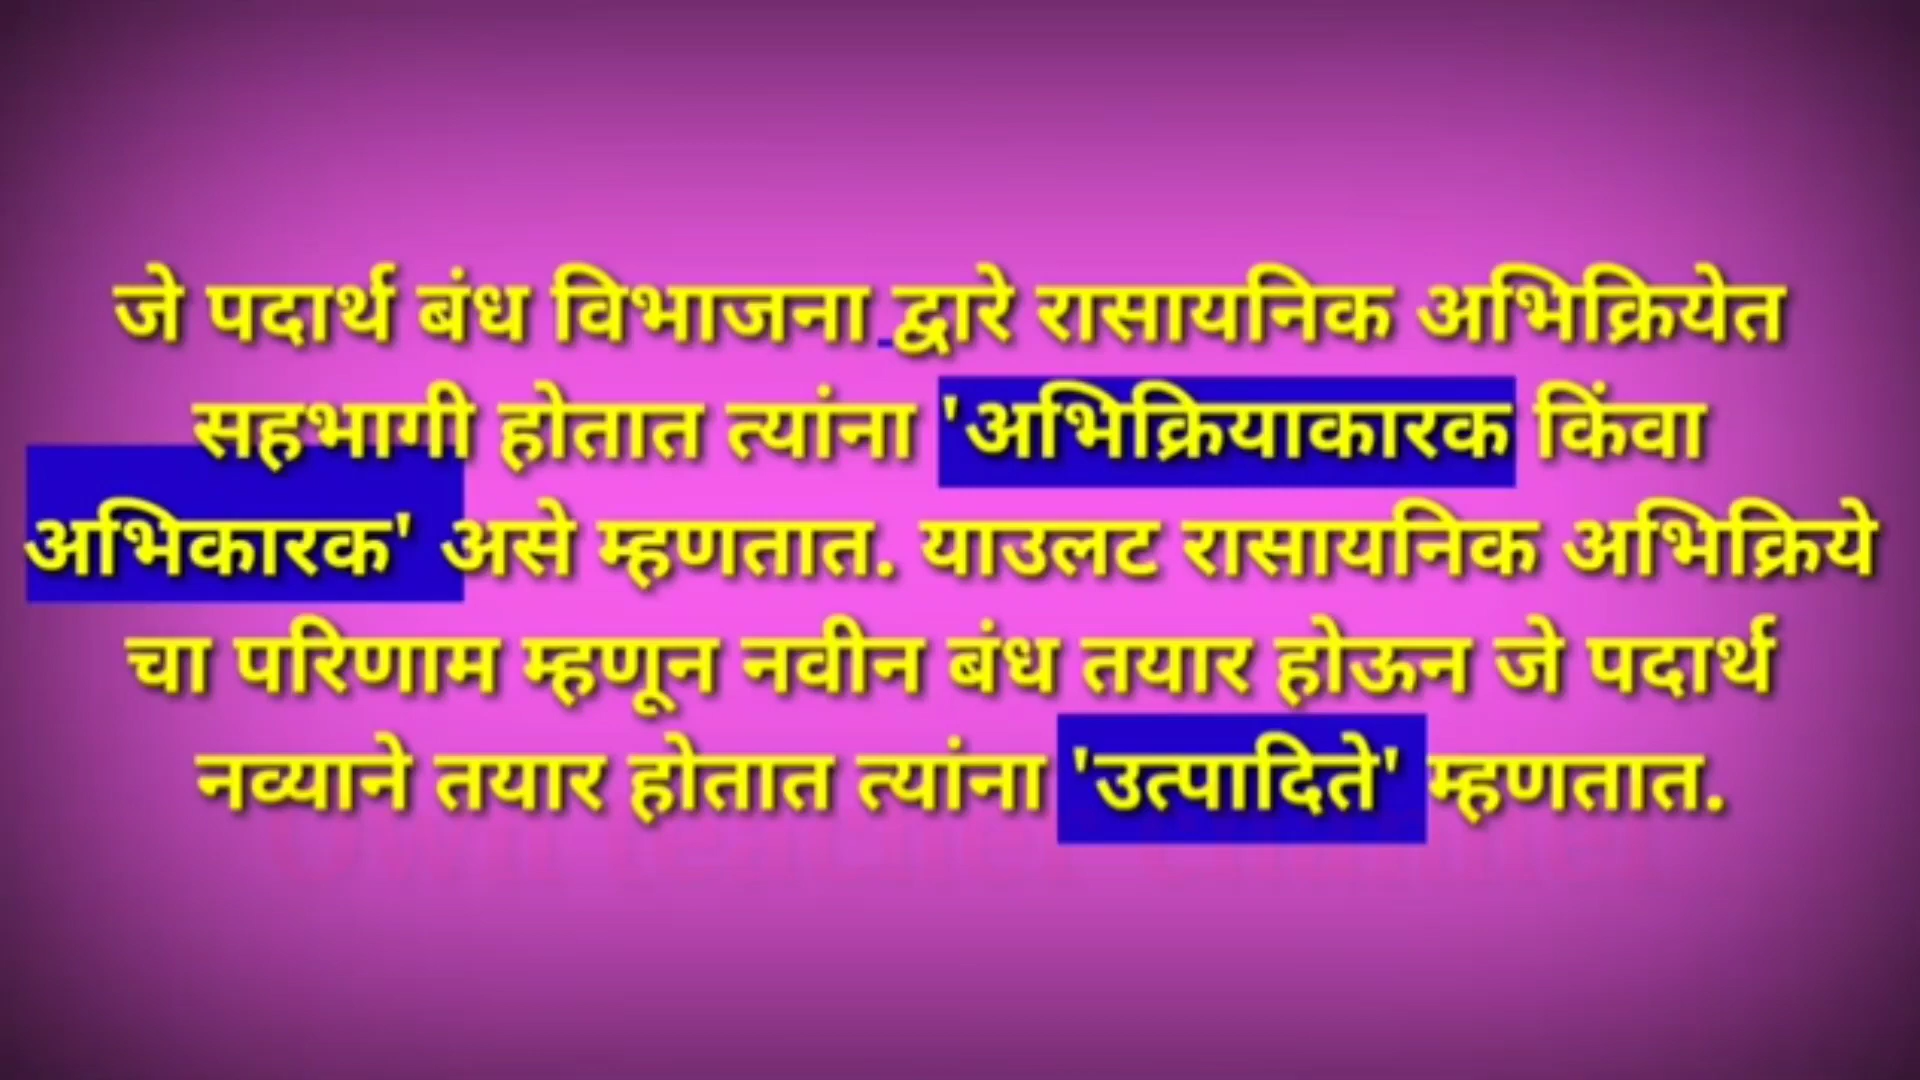 जे पदार्थ बंध विभाजना द्वारे रासायनिक अभिक्रियेत
सहभागी होतात त्यांना 'अभिक्रियाकारक किंवा
अभिकारक' असे म्हणतात. याउलट रासायनिक अभिक्रिये
चा परिणाम म्हणून नवीन बंध तयार होऊन जे पदार्थ
नव्याने तयार होतात त्यांना 'उत्पादिते' म्हणतात.